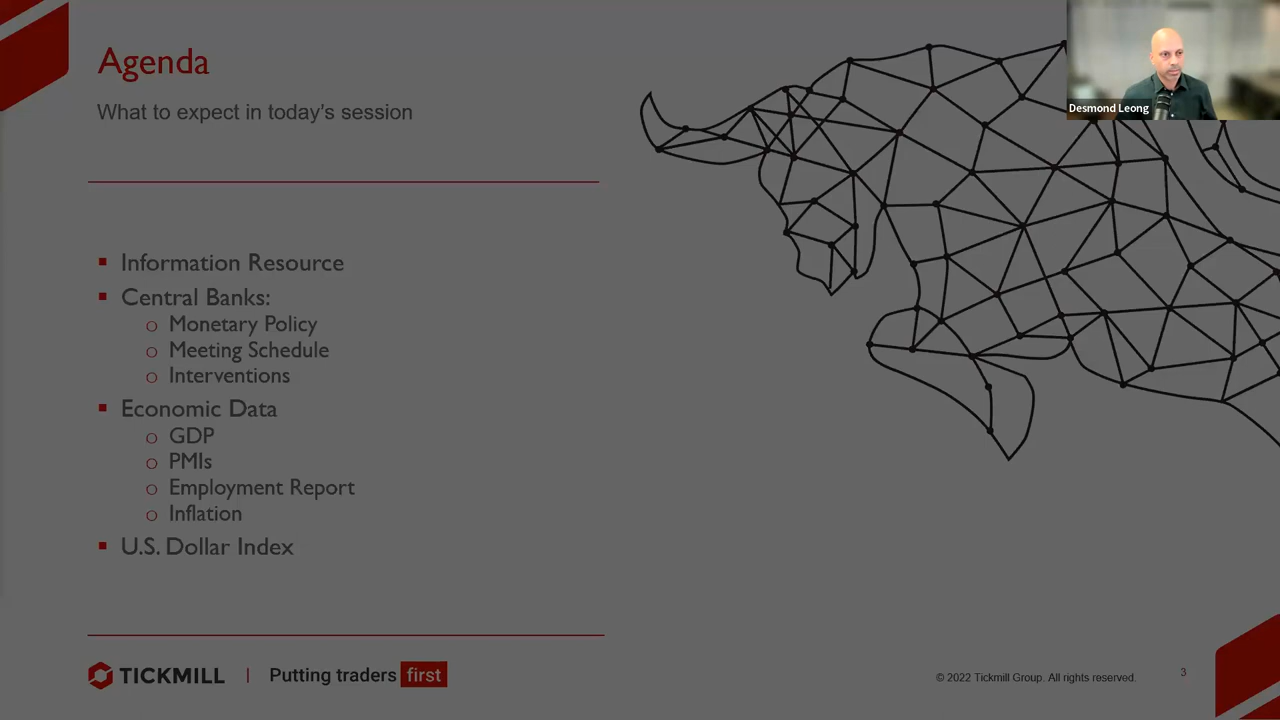 Agenda
What to expect in today's session
Desmond Leong
Information Resource
Central Banks:
Monetary Policy
Meeting Schedule
Interventions
Economic Data
GDP
PMIs
Employment Report
Inflation
U.S. Dollar Index
TICKMILL | Putting traders first
© 2022 Tickmill Group. All rights reserved.
3